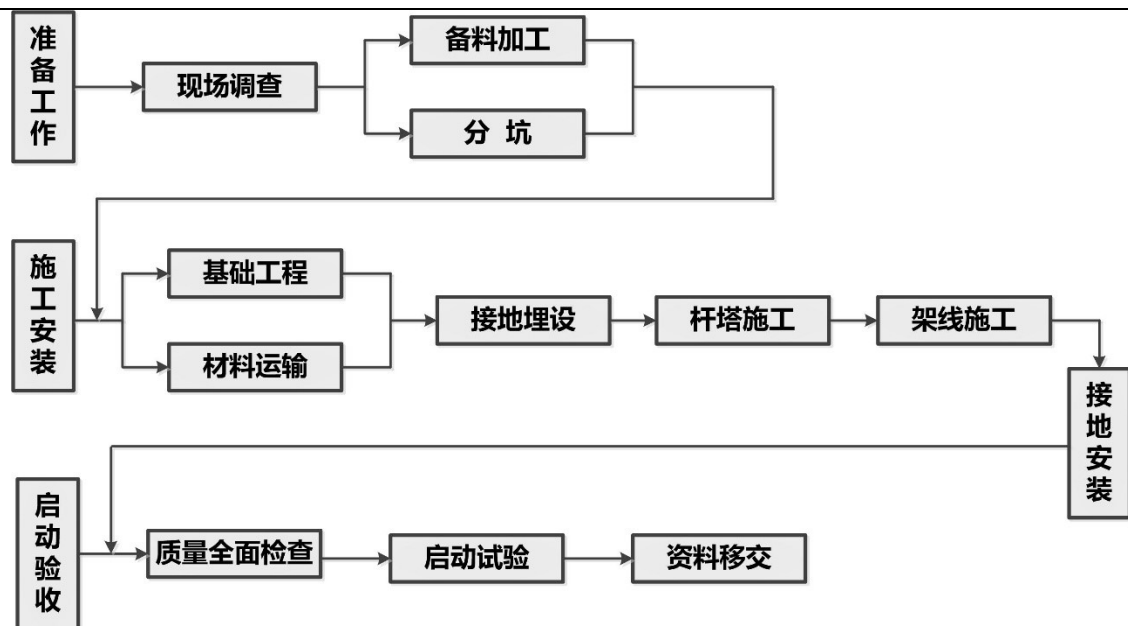 准备工作
现场调查
备料加工
分 坑
施工安装
基础工程
材料运输
接地埋设
杆塔施工
架线施工
接地安装
启动验收
质量全面检查
启动试验
资料移交